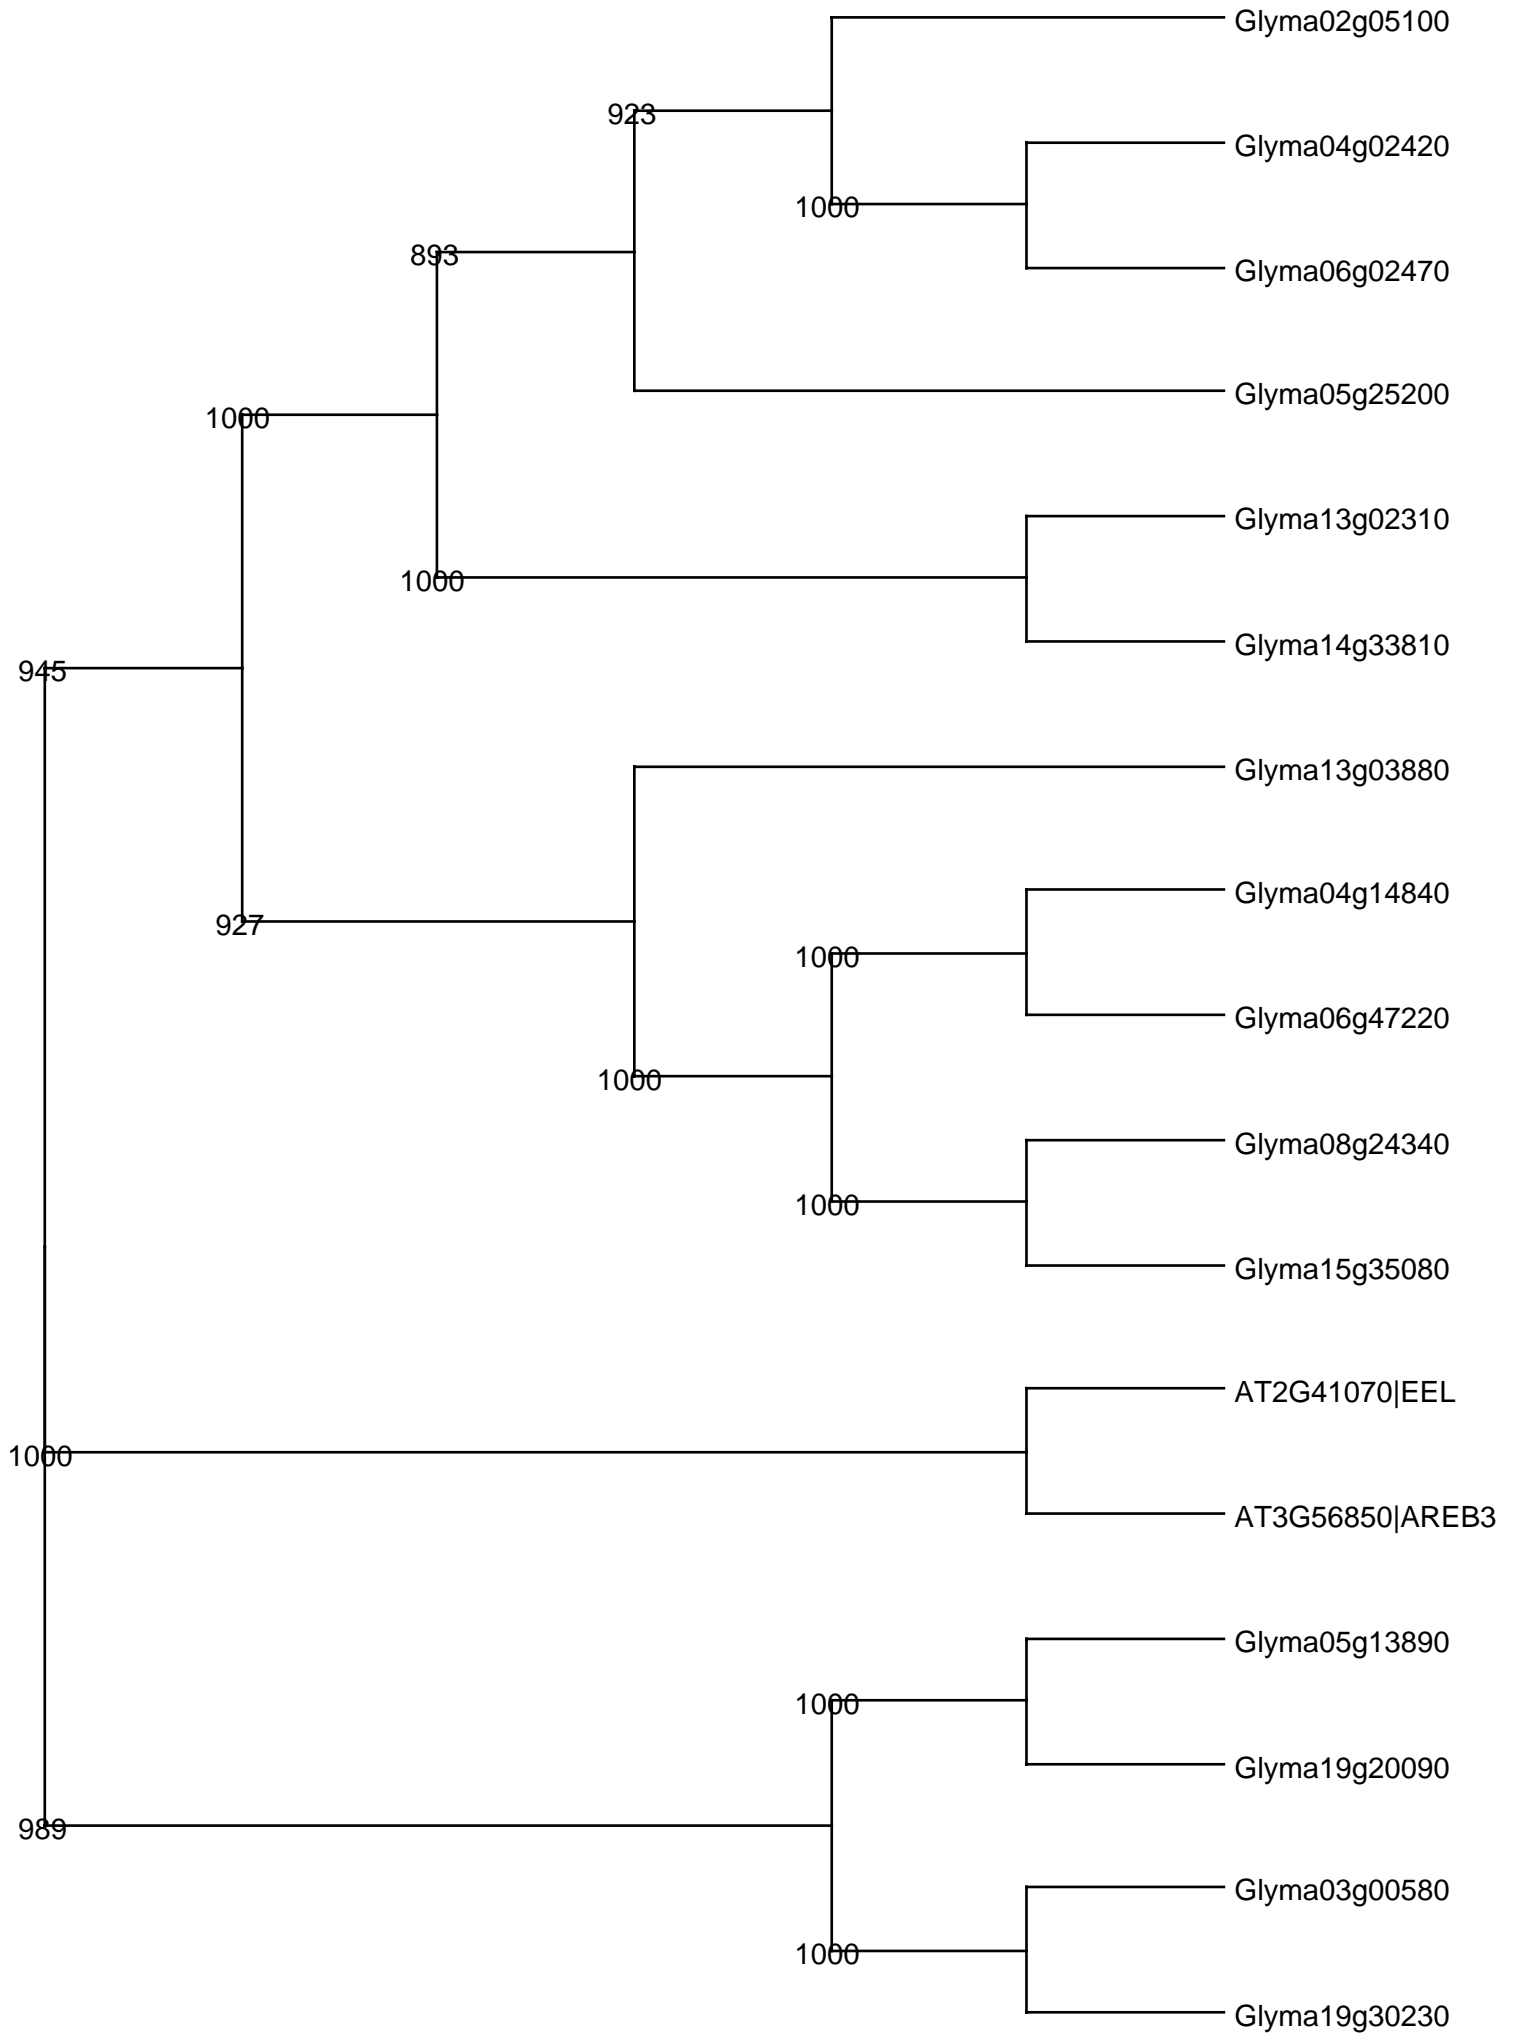 Glyma02g05100
923
Glyma04g02420
1000
893
Glyma06g02470
Glyma05g25200
1000
Glyma13g02310
1000
Glyma14g33810
945
Glyma13g03880
Glyma04g14840
927
1000
Glyma06g47220
1000
Glyma08g24340
1000
Glyma15g35080
AT2G41070|EEL
1000
AT3G56850|AREB3
Glyma05g13890
1000
Glyma19g20090
989
Glyma03g00580
1000
Glyma19g30230